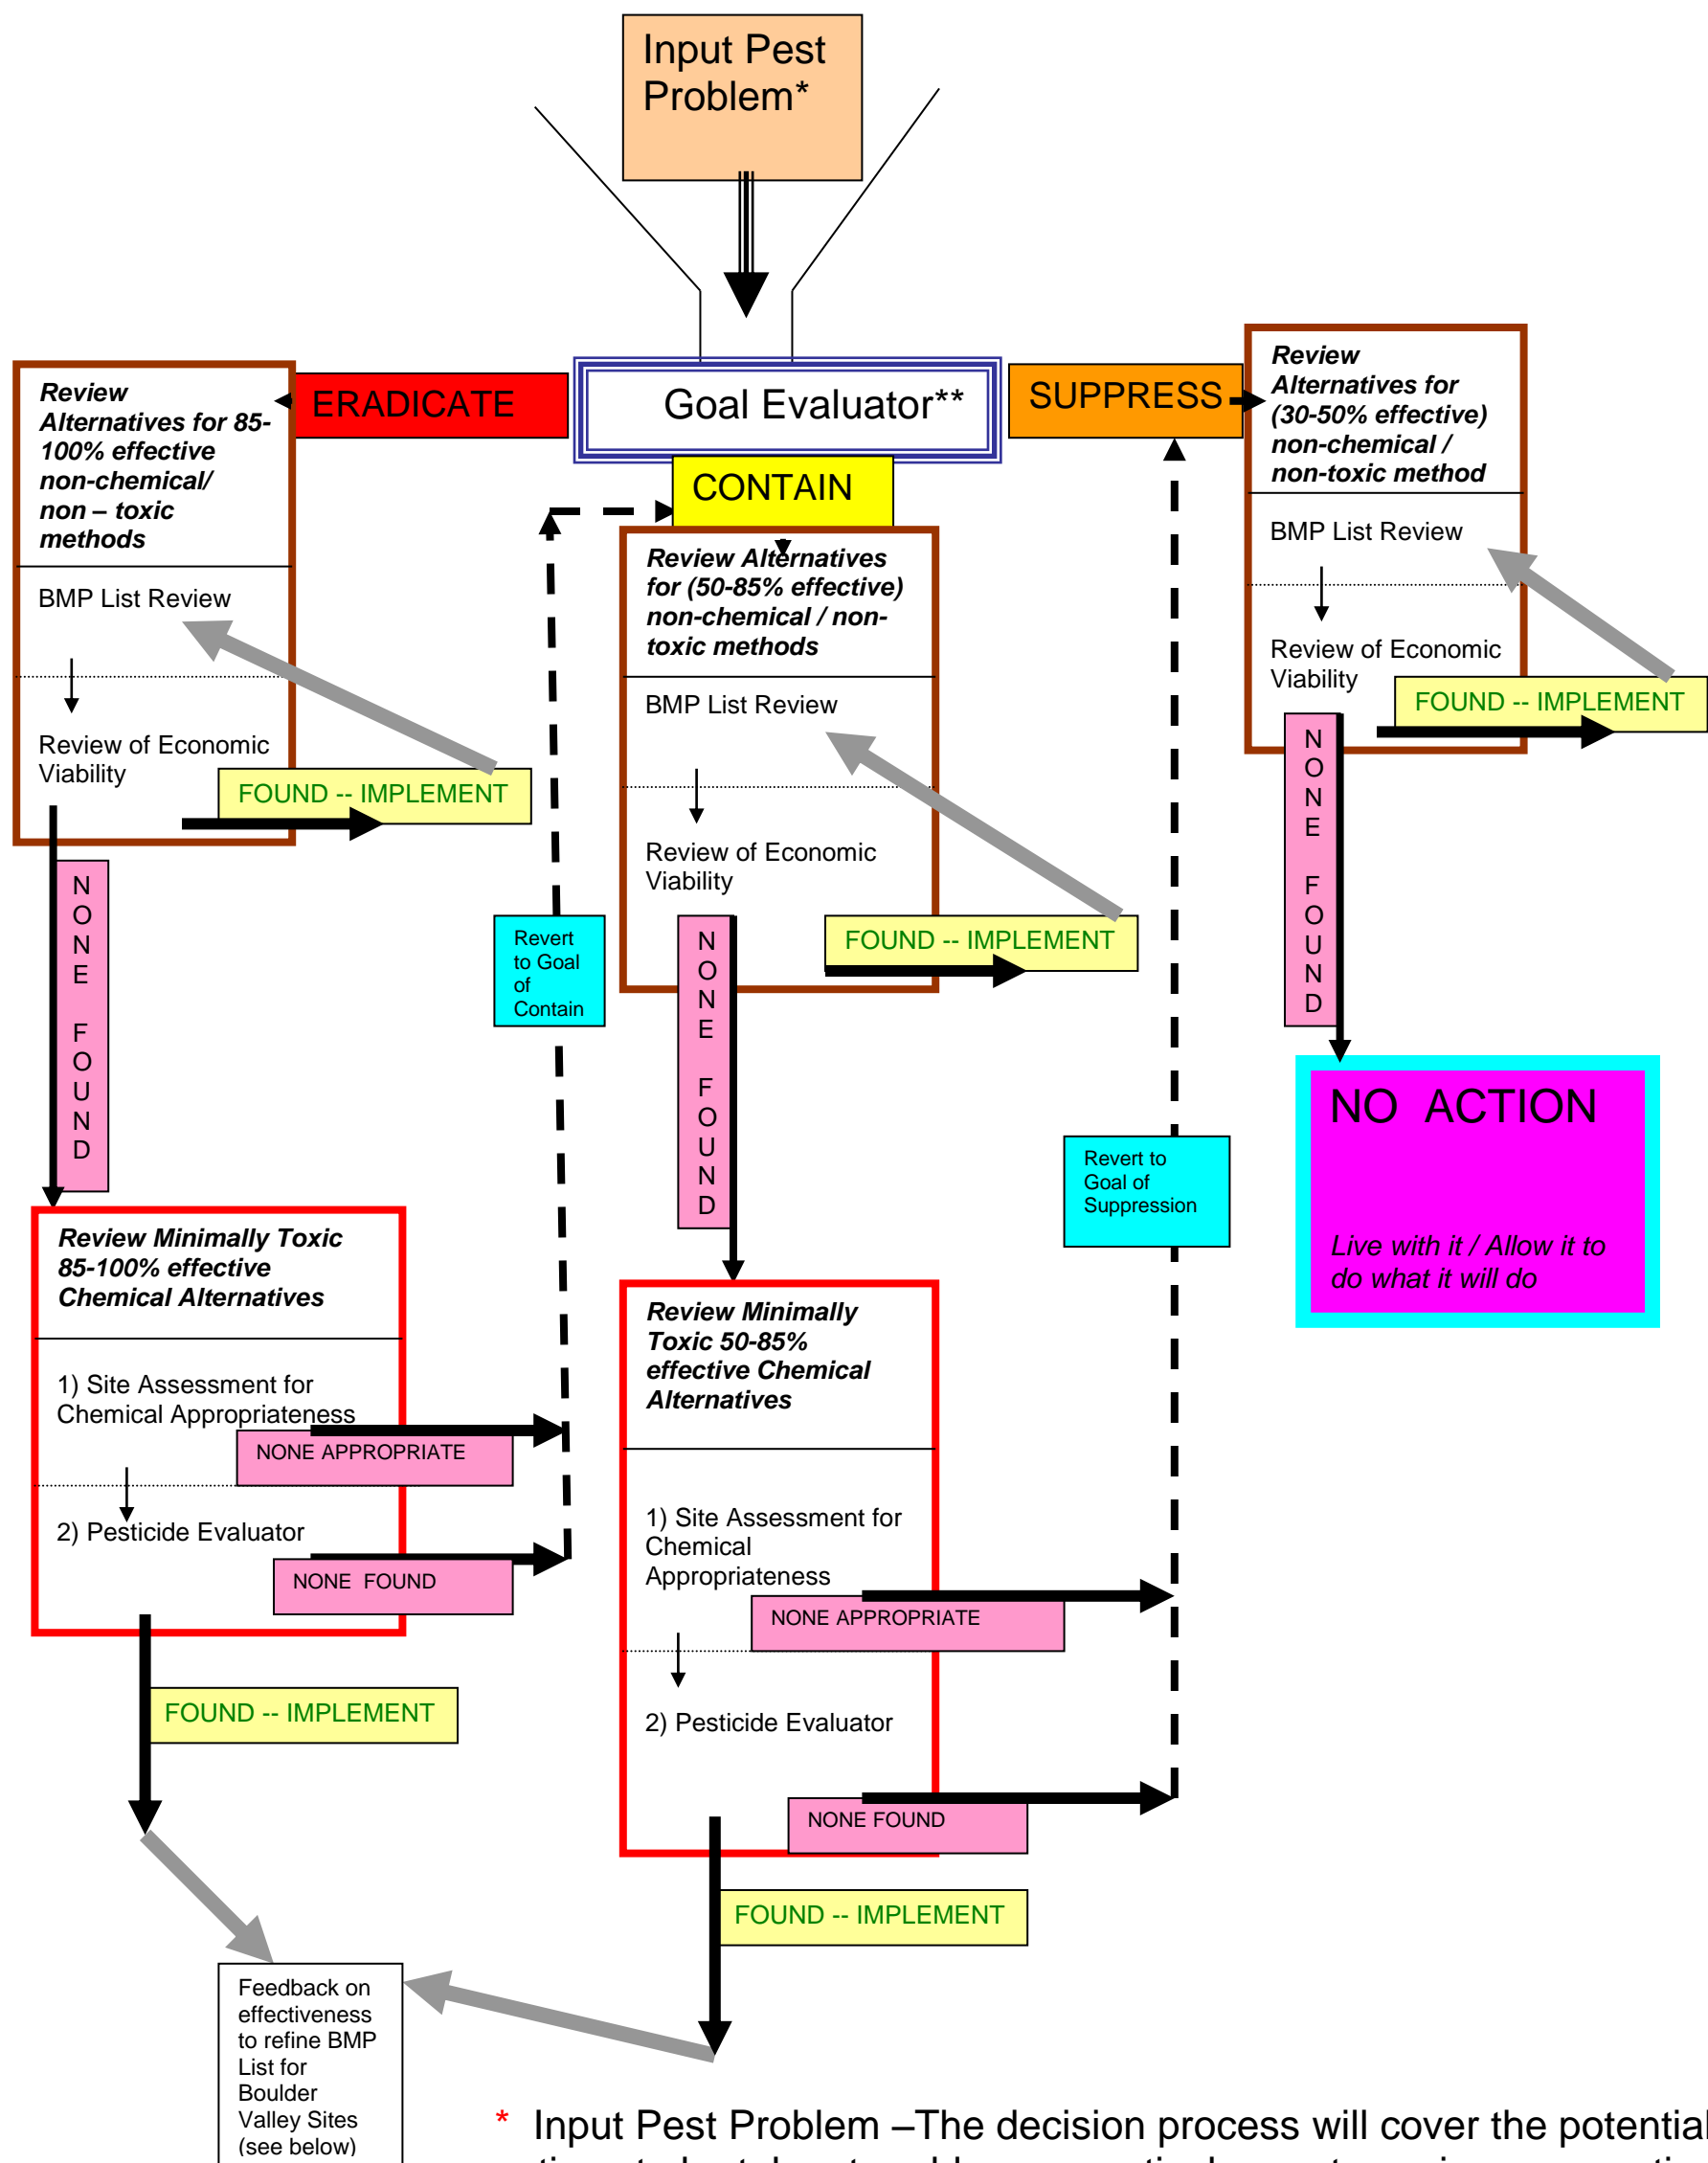 Input Pest
Problem*
ERADICATE
Goal Evaluator**
SUPPRESS
CONTAIN
Review
Alternatives for 85-
100% effective
non-chemical/
non – toxic
methods
BMP List Review
Review of Economic
Viability
FOUND -- IMPLEMENT
N
O
N
E
F
O
U
N
D
Review Minimally Toxic
85-100% effective
Chemical Alternatives
1) Site Assessment for
Chemical Appropriateness
NONE APPROPRIATE
2) Pesticide Evaluator
NONE FOUND
FOUND -- IMPLEMENT
Revert
to Goal
of
Contain
Review Alternatives
for (50-85% effective)
non-chemical / non-
toxic methods
BMP List Review
Review of Economic
Viability
FOUND -- IMPLEMENT
N
O
N
E
F
O
U
N
D
Review Minimally
Toxic 50-85%
effective Chemical
Alternatives
1) Site Assessment for
Chemical
Appropriateness
NONE APPROPRIATE
2) Pesticide Evaluator
NONE FOUND
FOUND -- IMPLEMENT
Revert to
Goal of
Suppression
Review
Alternatives for
(30-50% effective)
non-chemical /
non-toxic method
BMP List Review
Review of Economic
Viability
FOUND -- IMPLEMENT
N
O
N
E
F
O
U
N
D
NO ACTION
Live with it / Allow it to
do what it will do
Feedback on
effectiveness
to refine BMP
List for
Boulder
Valley Sites
(see below)
* Input Pest Problem –The decision process will cover the potential